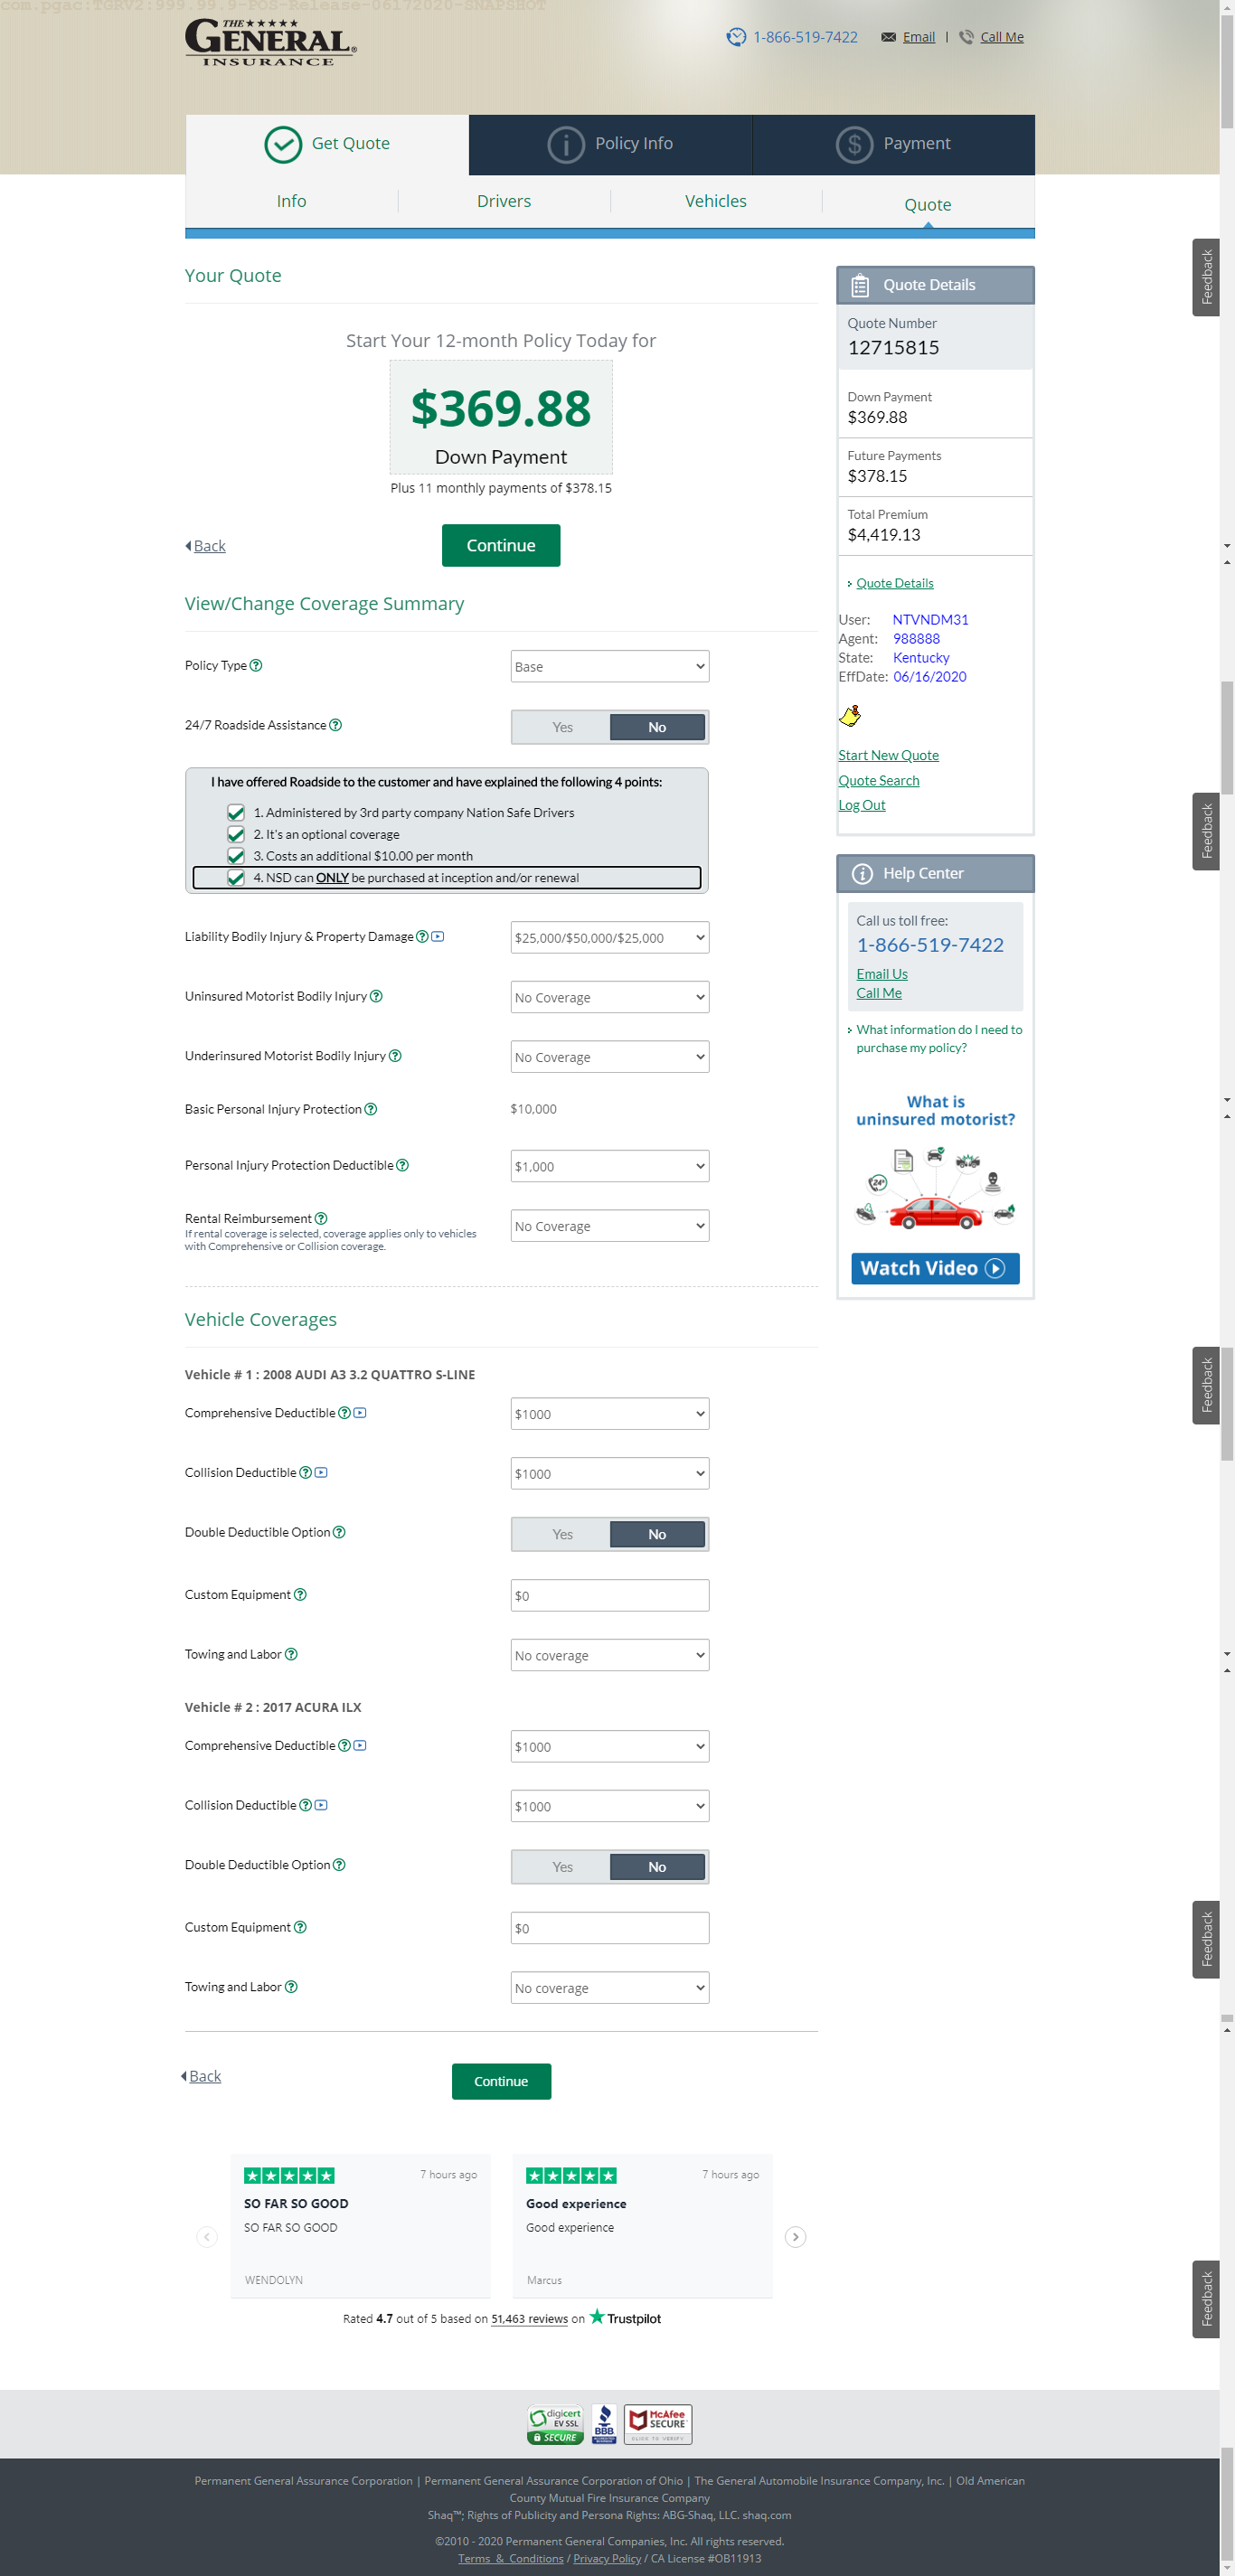 com.pgac:TGRV2:999.99.9-POS-Release-06172020-SNAPSHOT
THE
GENERAL®
INSURANCE
1-866-519-7422 Email | Call Me
Get Quote Policy Info Payment
Info Drivers Vehicles Quote
Your Quote
Start Your 12-month Policy Today for
$369.88
Down Payment
Plus 11 monthly payments of $378.15
Back Continue
View/Change Coverage Summary
Policy Type Base
24/7 Roadside Assistance Yes No
I have offered Roadside to the customer and have explained the following 4 points:
1. Administered by 3rd party company Nation Safe Drivers
2. It's an optional coverage
3. Costs an additional $10.00 per month
4. NSD can ONLY be purchased at inception and/or renewal
Liability Bodily Injury & Property Damage $25,000/$50,000/$25,000
Uninsured Motorist Bodily Injury No Coverage
Underinsured Motorist Bodily Injury No Coverage
Basic Personal Injury Protection $10,000
Personal Injury Protection Deductible $1,000
Rental Reimbursement No Coverage
If rental coverage is selected, coverage applies only to vehicles
with Comprehensive or Collision coverage.
Vehicle Coverages
Vehicle # 1 : 2008 AUDI A3 3.2 QUATTRO S-LINE
Comprehensive Deductible $1000
Collision Deductible $1000
Double Deductible Option Yes No
Custom Equipment $0
Towing and Labor No coverage
Vehicle # 2 : 2017 ACURA ILX
Comprehensive Deductible $1000
Collision Deductible $1000
Double Deductible Option Yes No
Custom Equipment $0
Towing and Labor No coverage
Back Continue
Quote Details
Quote Number
12715815
Down Payment
$369.88
Future Payments
$378.15
Total Premium
$4,419.13
Quote Details
User: NTVNDM31
Agent: 988888
State: Kentucky
EffDate: 06/16/2020
Start New Quote
Quote Search
Log Out
Help Center
Call us toll free:
1-866-519-7422
Email Us
Call Me
What information do I need to
purchase my policy?
What is
uninsured motorist?
24hr
Watch Video
Feedback
Feedback
Feedback
Feedback
Feedback
7 hours ago
SO FAR SO GOOD
SO FAR SO GOOD
WENDOLYN
7 hours ago
Good experience
Good experience
Marcus
Rated 4.7 out of 5 based on 51,463 reviews on Trustpilot
digicert
EV SSL
SECURE
BBB
McAfee
SECURE
CLICK TO VERIFY
Permanent General Assurance Corporation | Permanent General Assurance Corporation of Ohio | The General Automobile Insurance Company, Inc. | Old American
County Mutual Fire Insurance Company
Shaq™; Rights of Publicity and Persona Rights: ABG-Shaq, LLC. shaq.com
©2010 - 2020 Permanent General Companies, Inc. All rights reserved.
Terms & Conditions / Privacy Policy / CA License #OB11913